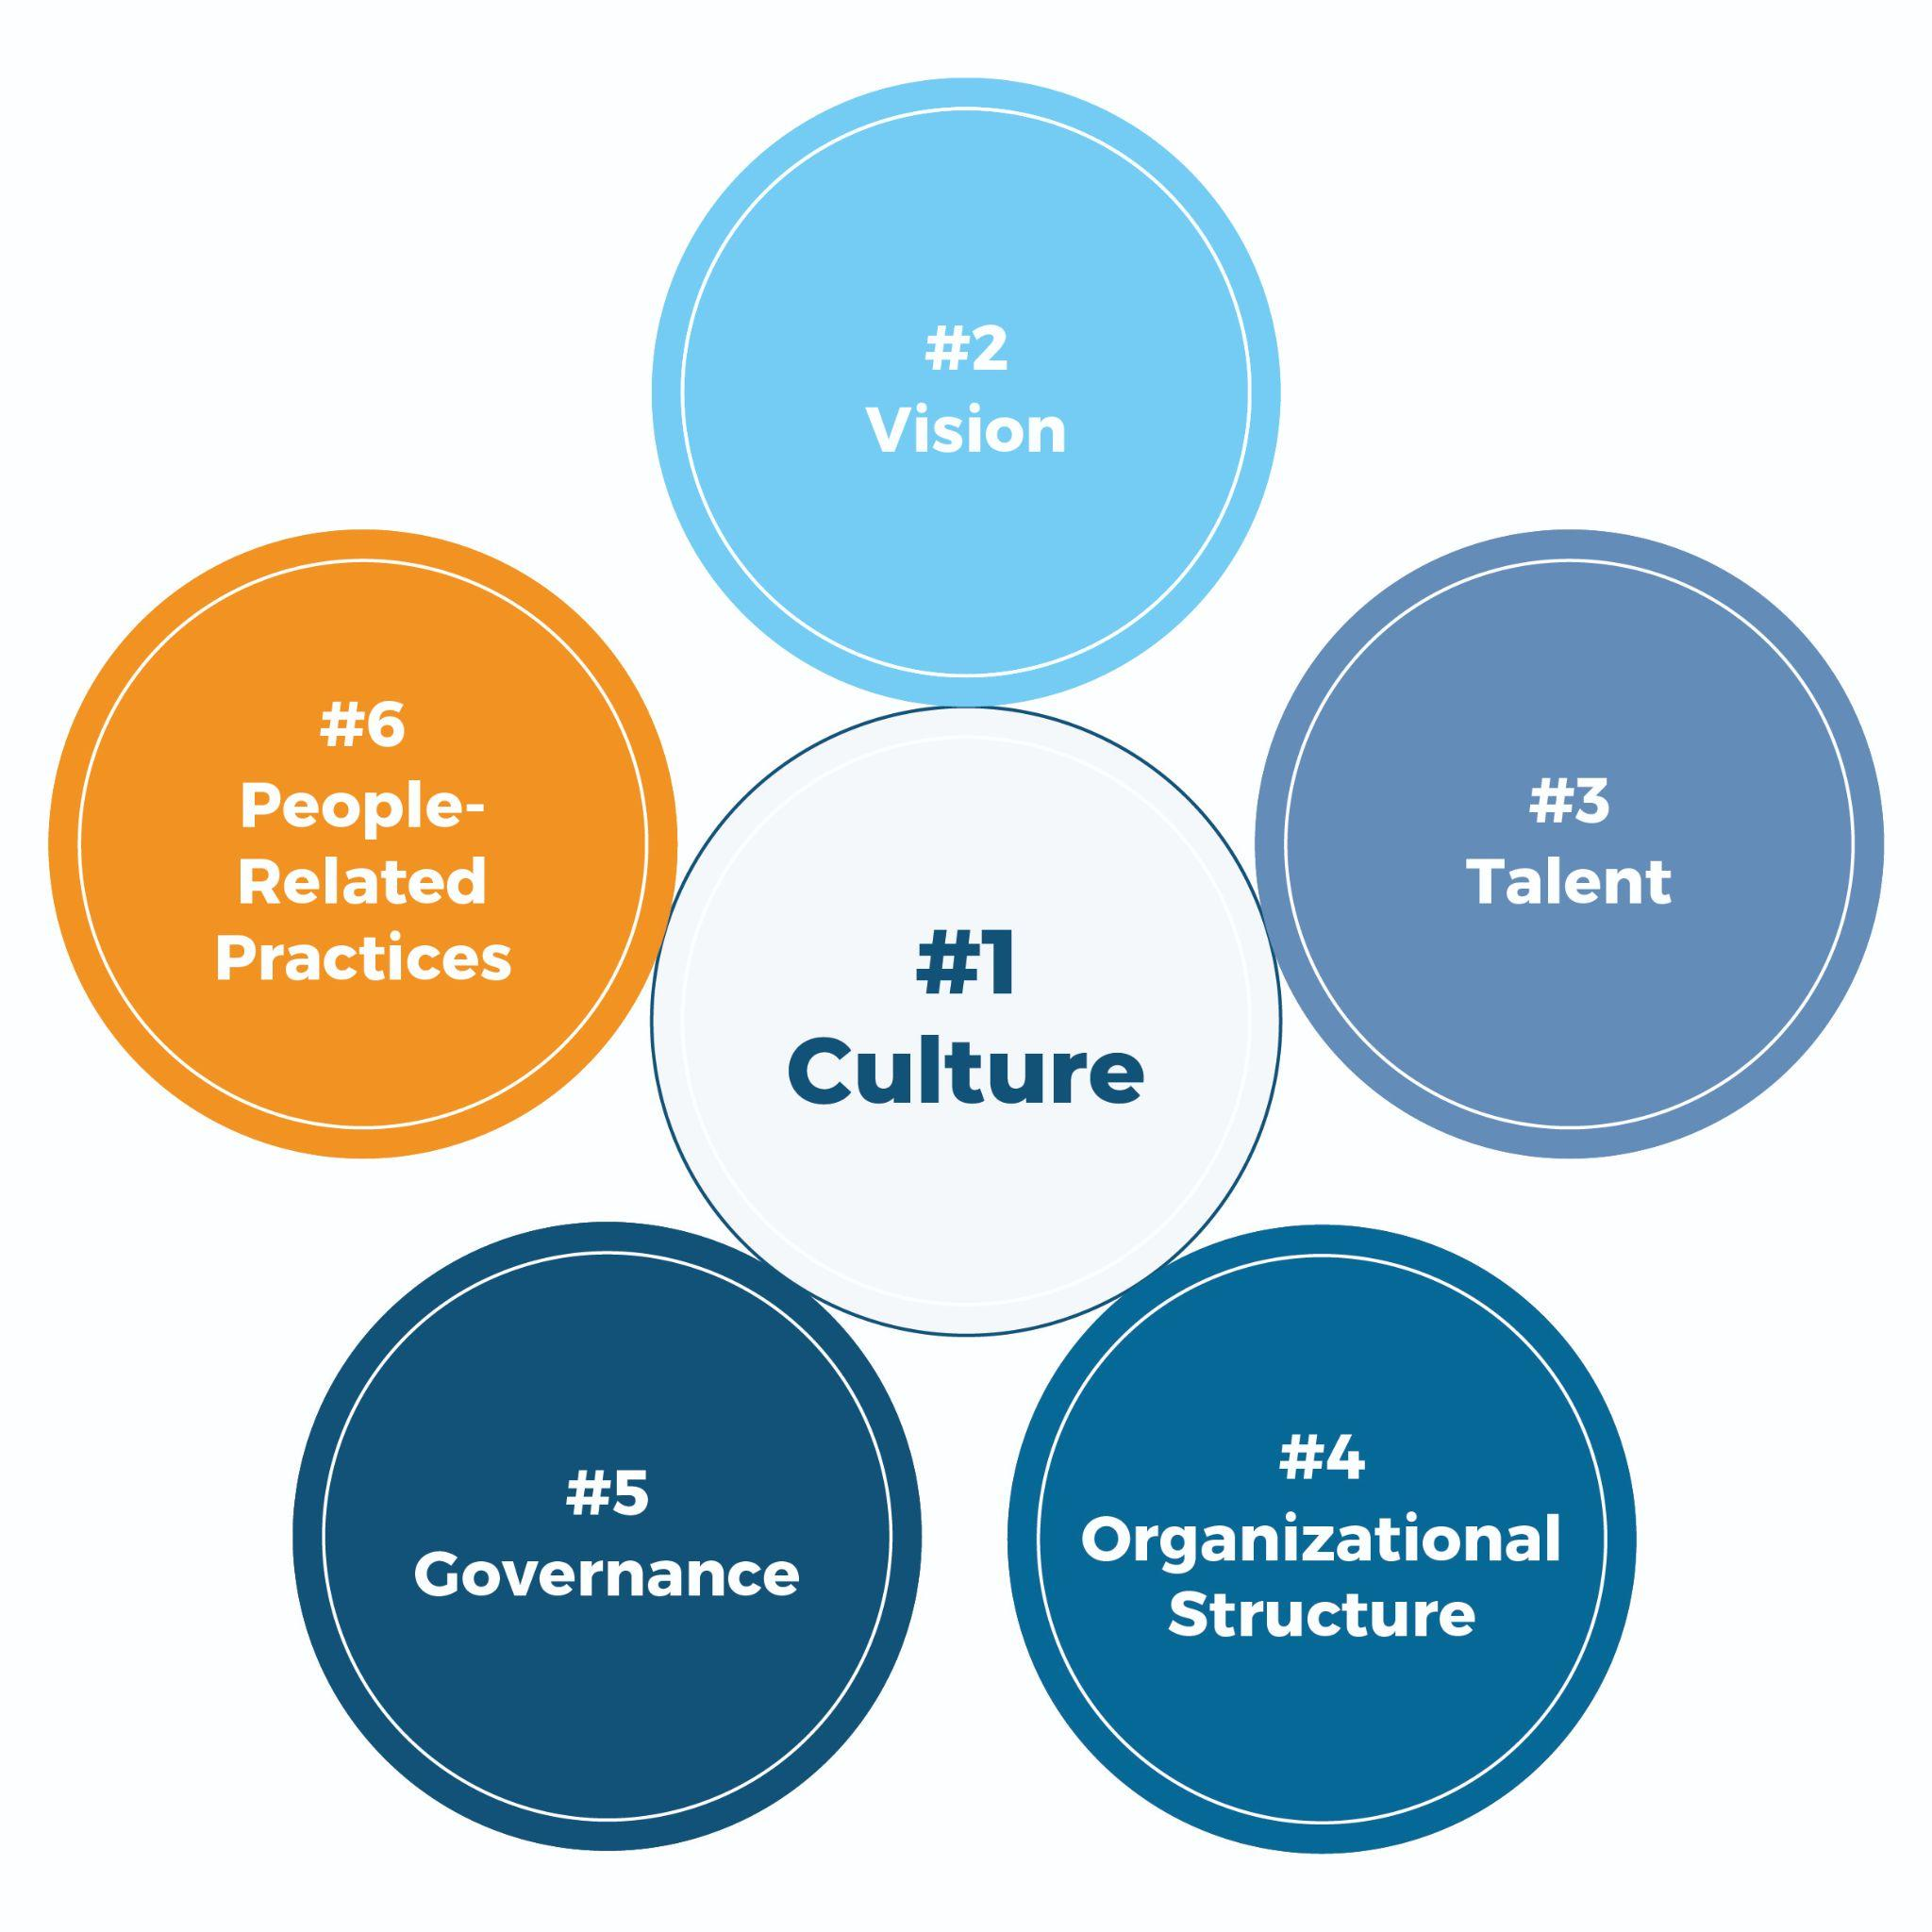 #2
Vision
#6
People-
Related
Practices
#3
Talent
#1
Culture
#5
Governance
#4
Organizational
Structure